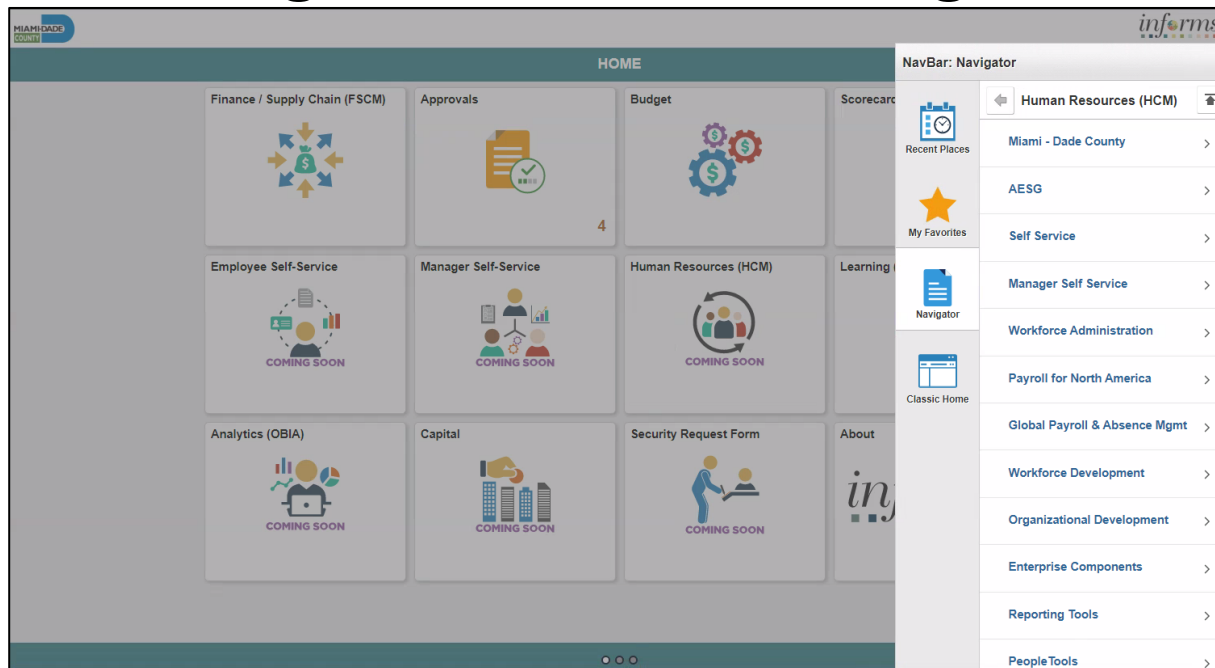 MIAMI-DADE
COUNTY
informs
HOME
NavBar: Navigator
Finance / Supply Chain (FSCM)
Approvals
4
Budget
Scorecard
Employee Self-Service
COMING SOON
Manager Self-Service
COMING SOON
Human Resources (HCM)
COMING SOON
Learning
Analytics (OBIA)
COMING SOON
Capital
COMING SOON
Security Request Form
COMING SOON
About
Recent Places
My Favorites
Navigator
Classic Home
Human Resources (HCM)
Miami - Dade County
AESG
Self Service
Manager Self Service
Workforce Administration
Payroll for North America
Global Payroll & Absence Mgmt
Workforce Development
Organizational Development
Enterprise Components
Reporting Tools
PeopleTools